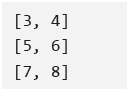 [3, 4]
[5, 6]
[7, 8]